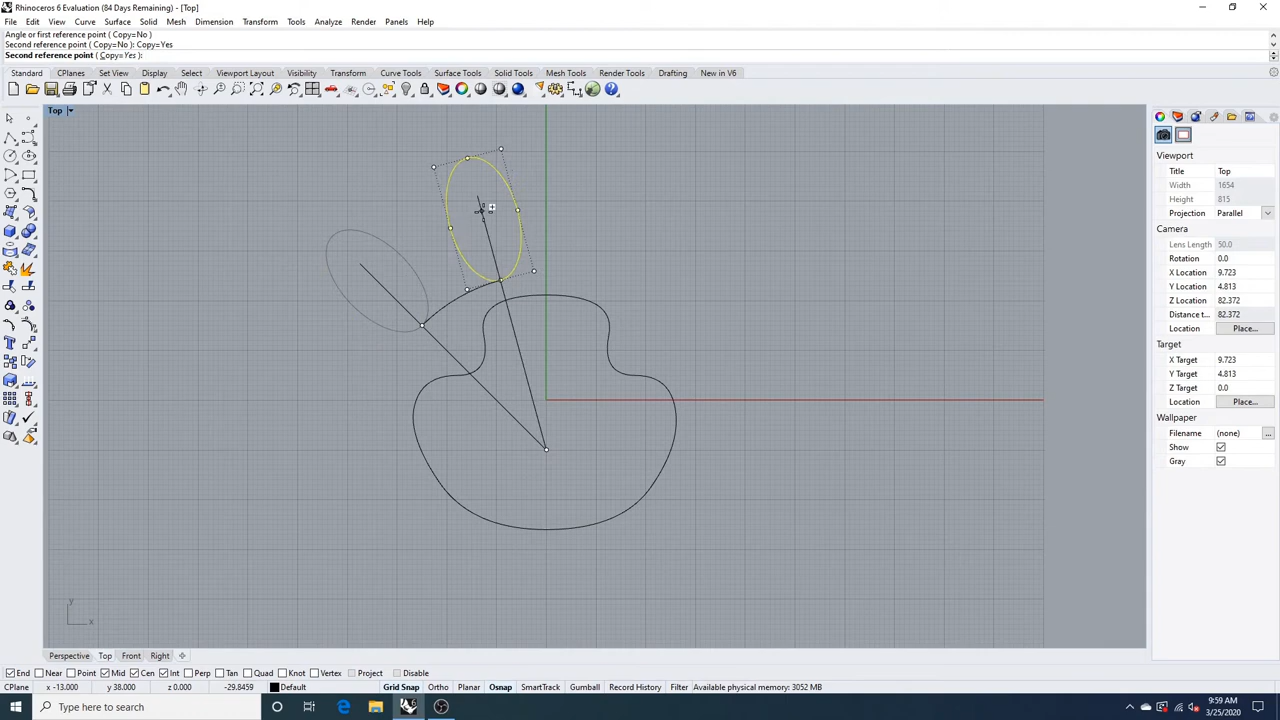 Rhinoceros 6 Evaluation (84 Days Remaining) - [Top]
File Edit View Curve Surface Solid Mesh Dimension Transform Tools Analyze Render Panels Help
Angle or first reference point ( Copy=No )
Second reference point ( Copy=No ): Copy=Yes
Second reference point ( Copy=Yes ):
Standard CPlanes Set View Display Select Viewport Layout Visibility Transform Curve Tools Surface Tools Solid Tools Mesh Tools Render Tools Drafting New in V6
Top
Viewport
Title Top
Width 1654
Height 815
Projection Parallel
Camera
Lens Length 50.0
Rotation 0.0
X Location 9.723
Y Location 4.813
Z Location 82.372
Distance t... 82.372
Location Place...
Target
X Target 9.723
Y Target 4.813
Z Target 0.0
Location Place...
Wallpaper
Filename (none) ...
Show
Gray
y
x
Perspective Top Front Right
End Near Point Mid Cen Int Perp Tan Quad Knot Vertex Project Disable
CPlane x -13.000 y 38.000 z 0.000 -29.8459 Default Grid Snap Ortho Planar Osnap SmartTrack Gumball Record History Filter Available physical memory: 3052 MB
Type here to search
9:59 AM
3/25/2020